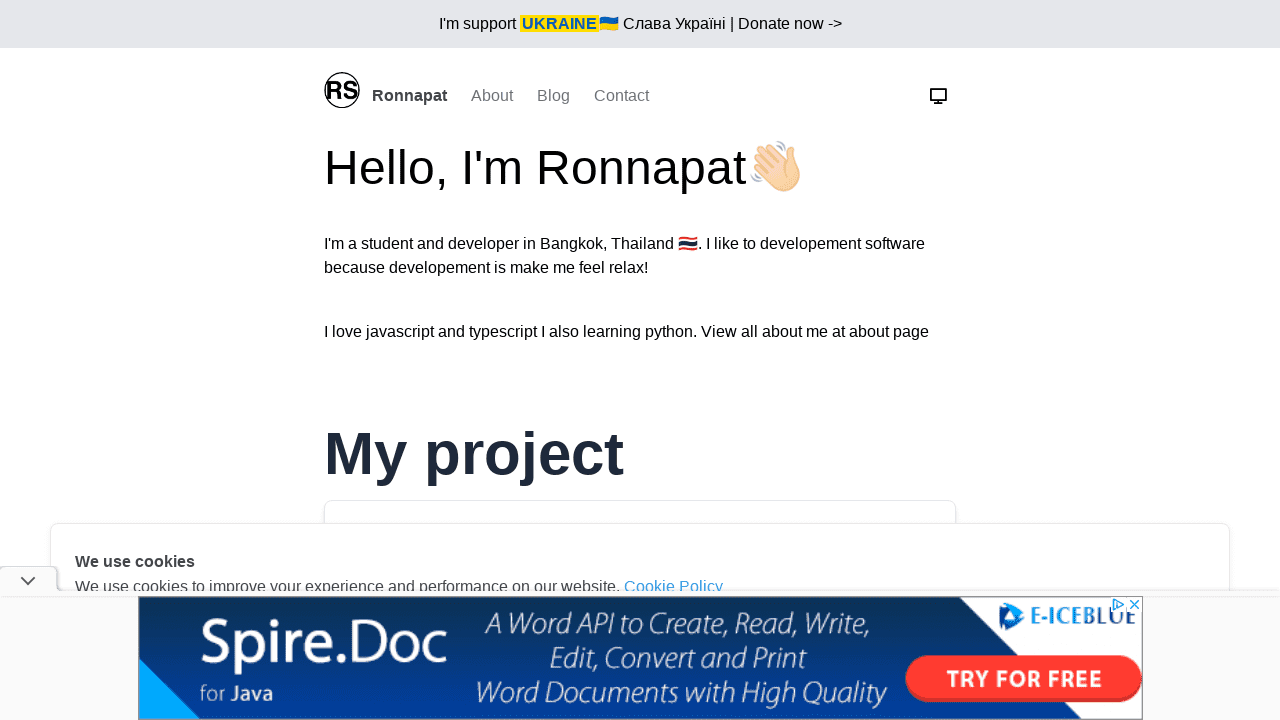 I'm support UKRAINE🇺🇦 Слава Україні | Donate now ->
RS Ronnapat About Blog Contact
Hello, I'm Ronnapat👋🏻
I'm a student and developer in Bangkok, Thailand 🇹🇭. I like to developement software
because developement is make me feel relax!
I love javascript and typescript I also learning python. View all about me at about page
My project
We use cookies
We use cookies to improve your experience and performance on our website. Cookie Policy
Spire.Doc
for Java
A Word API to Create, Read, Write,
Edit, Convert and Print
Word Documents with High Quality
E-ICEBLUE
TRY FOR FREE